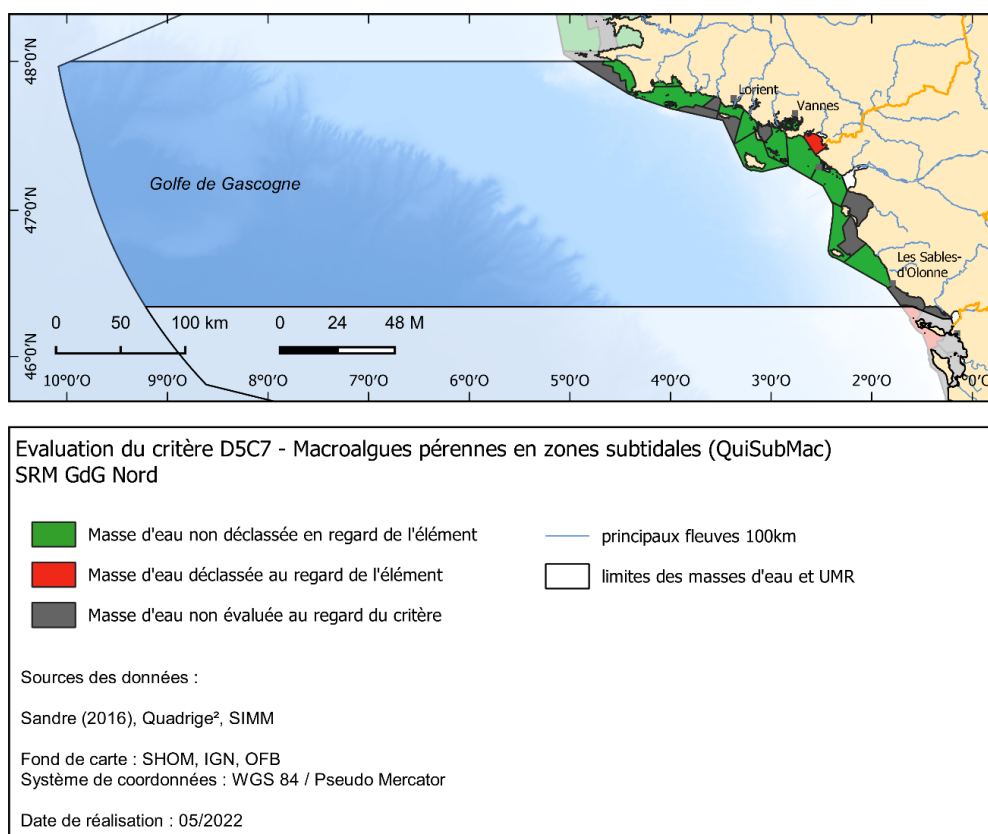 48°0'N
Lorient
Vannes
Golfe de Gascogne
47°0'N
Les Sables-
d'Olonne
0 50 100 km
0 24 48 M
46°0'N
10°0'O 9°0'O 8°0'O 7°0'O 6°0'O 5°0'O 4°0'O 3°0'O 2°0'O 0°0'O
Evaluation du critère D5C7 - Macroalgues pérennes en zones subtidales (QuiSubMac)
SRM GdG Nord
Masse d'eau non déclassée en regard de l'élément
Masse d'eau déclassée au regard de l'élément
Masse d'eau non évaluée au regard du critère
principaux fleuves 100km
limites des masses d'eau et UMR
Sources des données :
Sandre (2016), Quadrige², SIMM
Fond de carte : SHOM, IGN, OFB
Système de coordonnées : WGS 84 / Pseudo Mercator
Date de réalisation : 05/2022